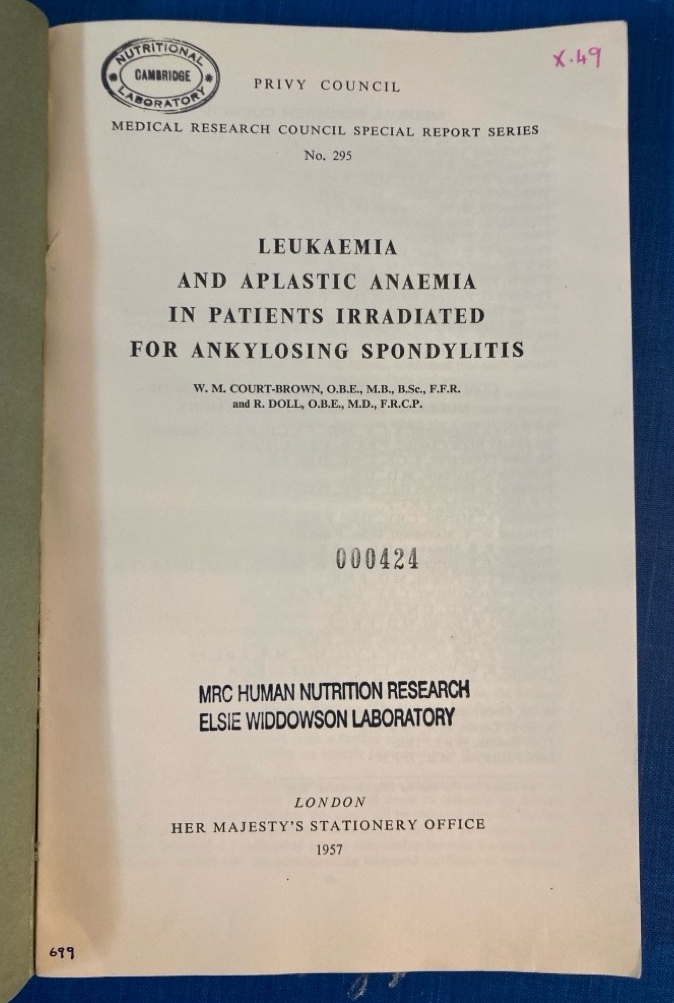 NUTRITIONAL
CAMBRIDGE
LABORATORY
X.49
PRIVY COUNCIL
MEDICAL RESEARCH COUNCIL SPECIAL REPORT SERIES
No. 295
LEUKAEMIA
AND APLASTIC ANAEMIA
IN PATIENTS IRRADIATED
FOR ANKYLOSING SPONDYLITIS
W. M. COURT-BROWN, O.B.E., M.B., B.Sc., F.F.R.
and R. DOLL, O.B.E., M.D., F.R.C.P.
000424
MRC HUMAN NUTRITION RESEARCH
ELSIE WIDDOWSON LABORATORY
LONDON
HER MAJESTY'S STATIONERY OFFICE
1957
699